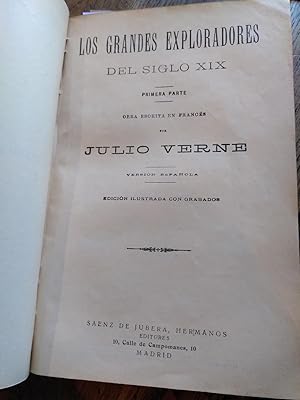 LOS GRANDES EXPLORADORES
DEL SIGLO XIX
PRIMERA PARTE
OBRA ESCRITA EN FRANCÉS
POR
JULIO VERNE
VERSIÓN ESPAÑOLA
EDICIÓN ILUSTRADA CON GRABADOS
SÁENZ DE JUBERA, HERMANOS
EDITORES
10, Calle de Campomanes, 10
MADRID